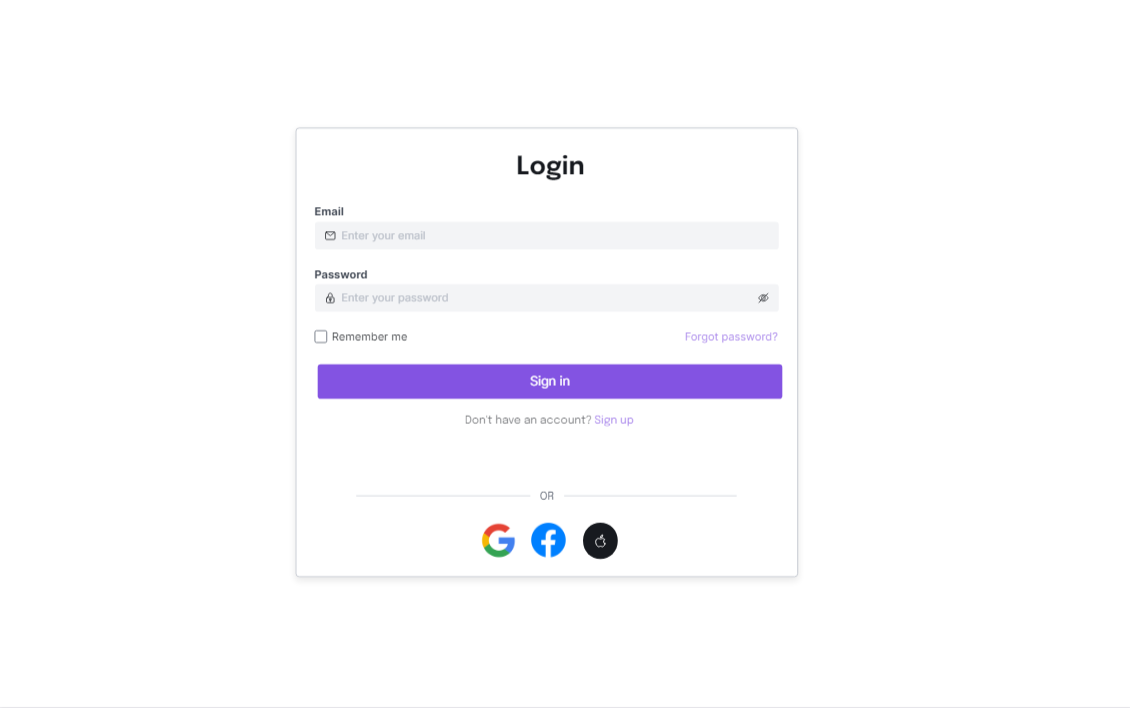 Login
Email
Enter your email
Password
Enter your password
Remember me Forgot password?
Sign in
Don't have an account? Sign up
OR